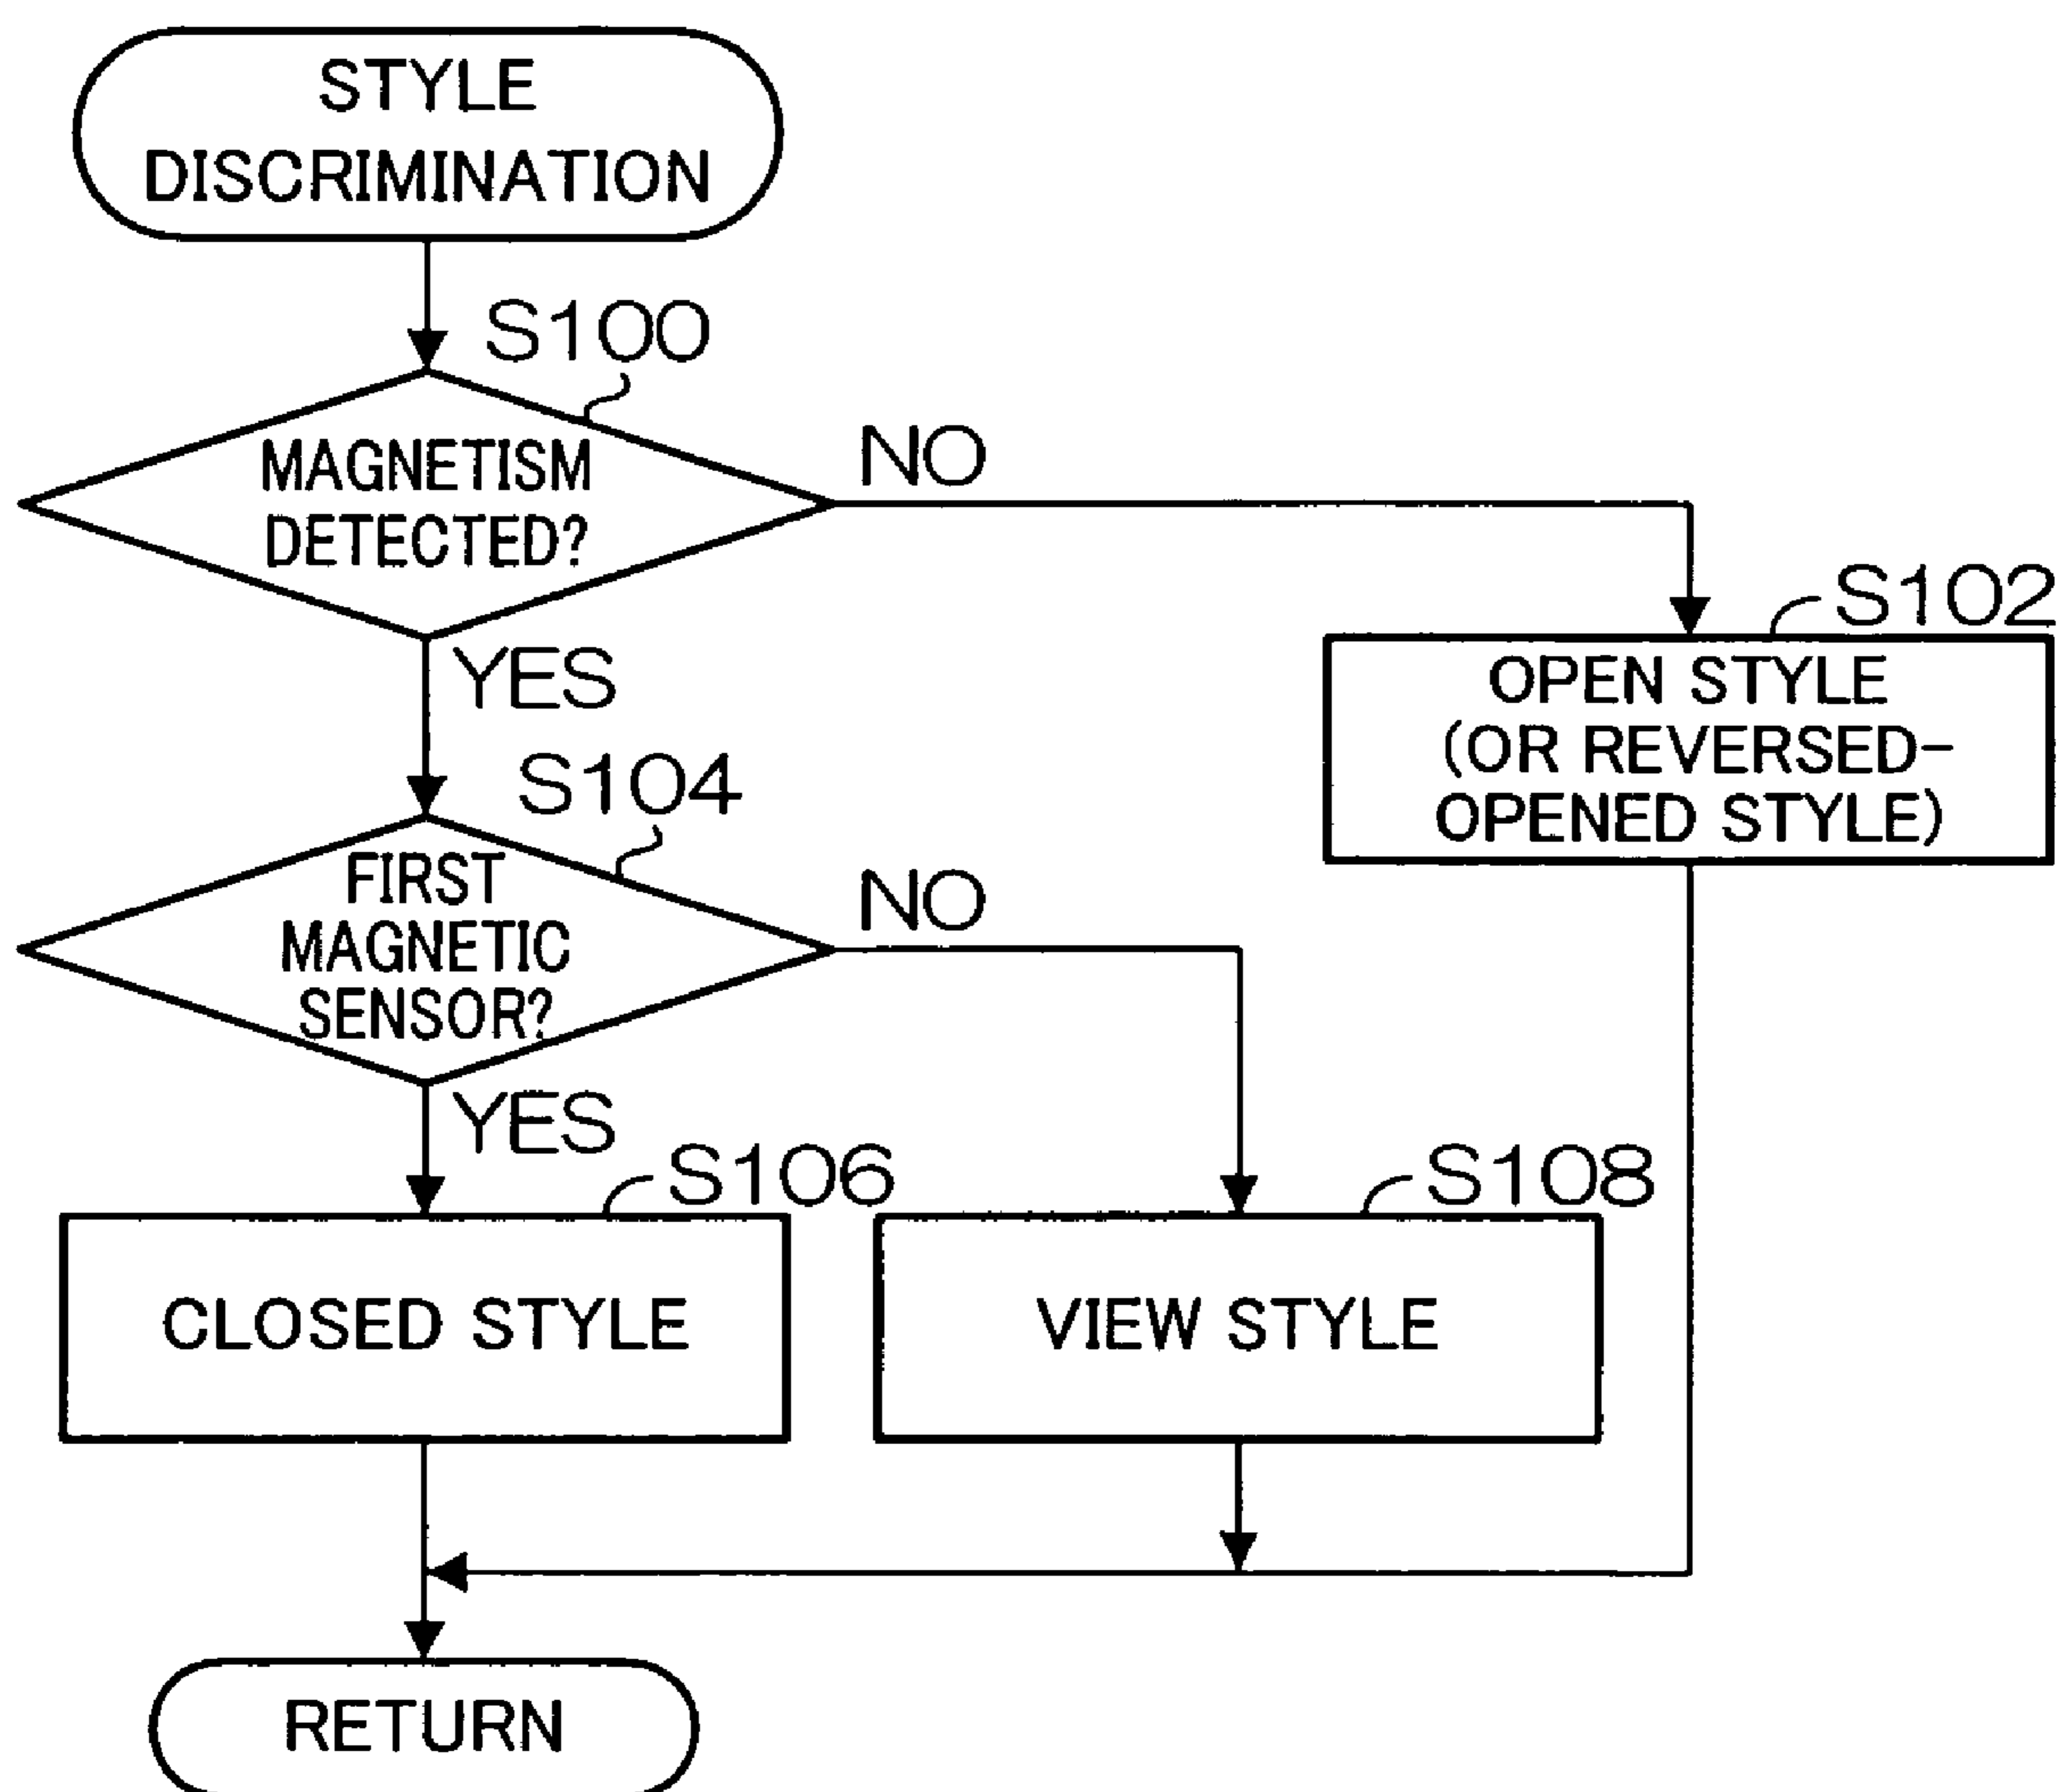 STYLE
DISCRIMINATION
S100
MAGNETISM
DETECTED?
NO
YES
S102
OPEN STYLE
(OR REVERSED-
OPENED STYLE)
S104
FIRST
MAGNETIC
SENSOR?
NO
YES
S106
CLOSED STYLE
S108
VIEW STYLE
RETURN